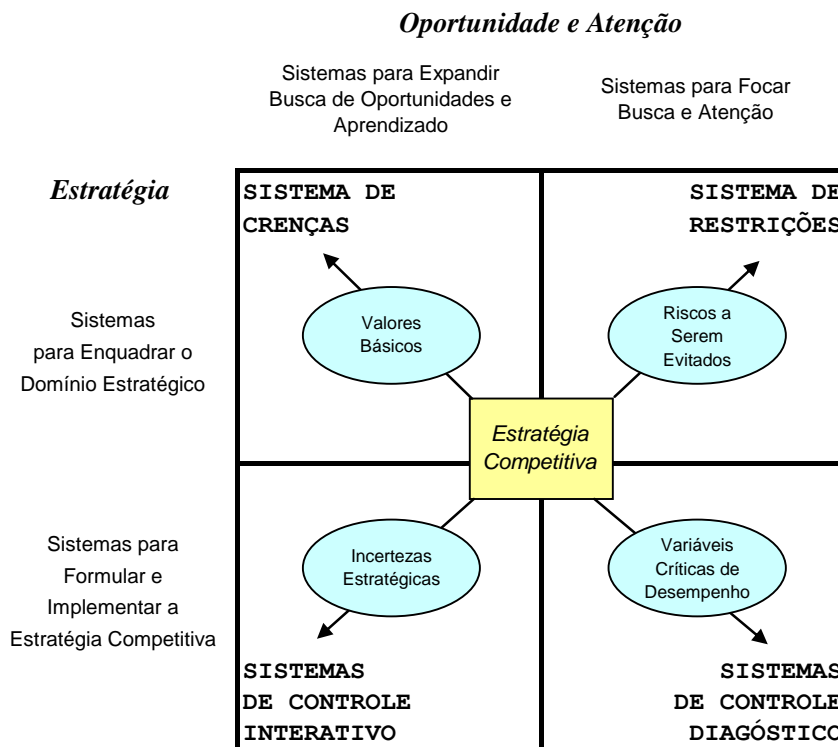 Oportunidade e Atenção
Sistemas para Expandir
Busca de Oportunidades e
Aprendizado
Sistemas para Focar
Busca e Atenção
Estratégia
SISTEMA DE
CRENÇAS
SISTEMA DE
RESTRIÇÕES
Sistemas
para Enquadrar o
Domínio Estratégico
Valores
Básicos
Riscos a
Serem
Evitados
Estratégia
Competitiva
Sistemas para
Formular e
Implementar a
Estratégia Competitiva
Incertezas
Estratégicas
Variáveis
Críticas de
Desempenho
SISTEMAS
DE CONTROLE
INTERATIVO
SISTEMAS
DE CONTROLE
DIAGÓSTICO